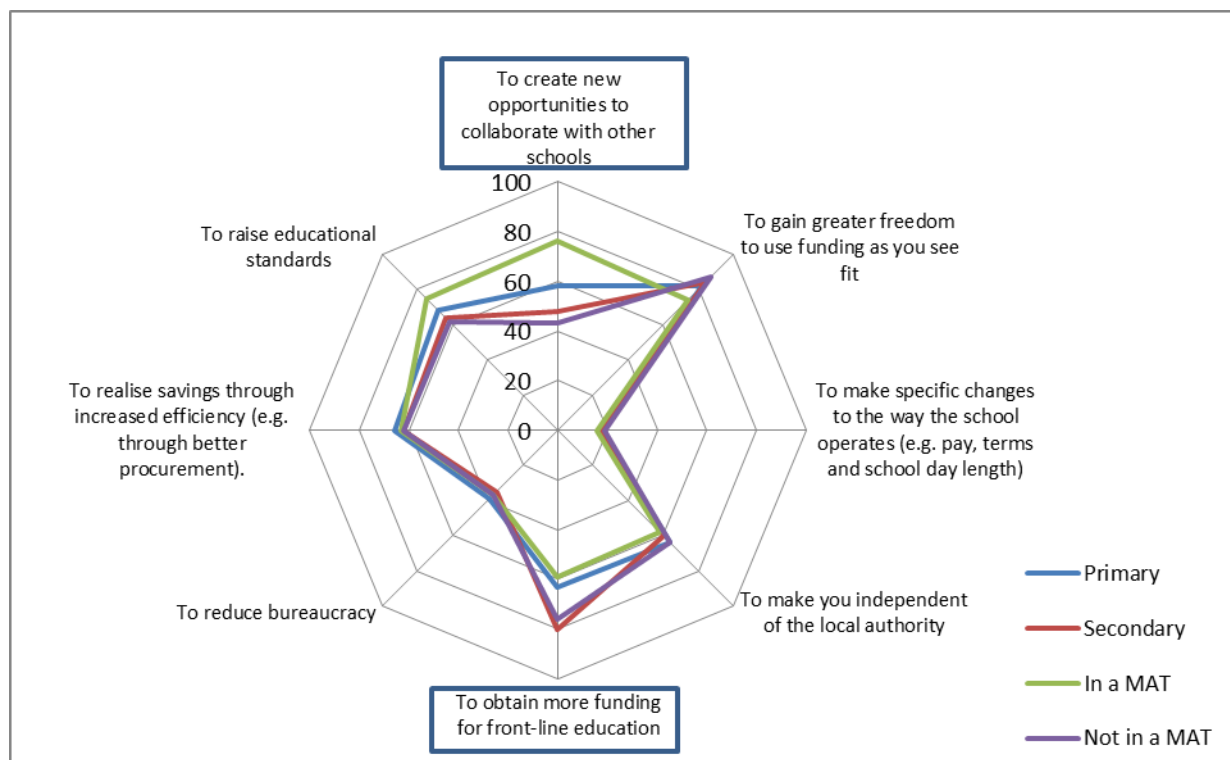 To create new
opportunities to
collaborate with other
schools
100
80
60
40
20
0
To gain greater freedom
to use funding as you see
fit
To raise educational
standards
To realise savings through
increased efficiency (e.g.
through better
procurement).
To make specific changes
to the way the school
operates (e.g. pay, terms
and school day length)
To reduce bureaucracy
To make you independent
of the local authority
To obtain more funding
for front-line education
Primary
Secondary
In a MAT
Not in a MAT